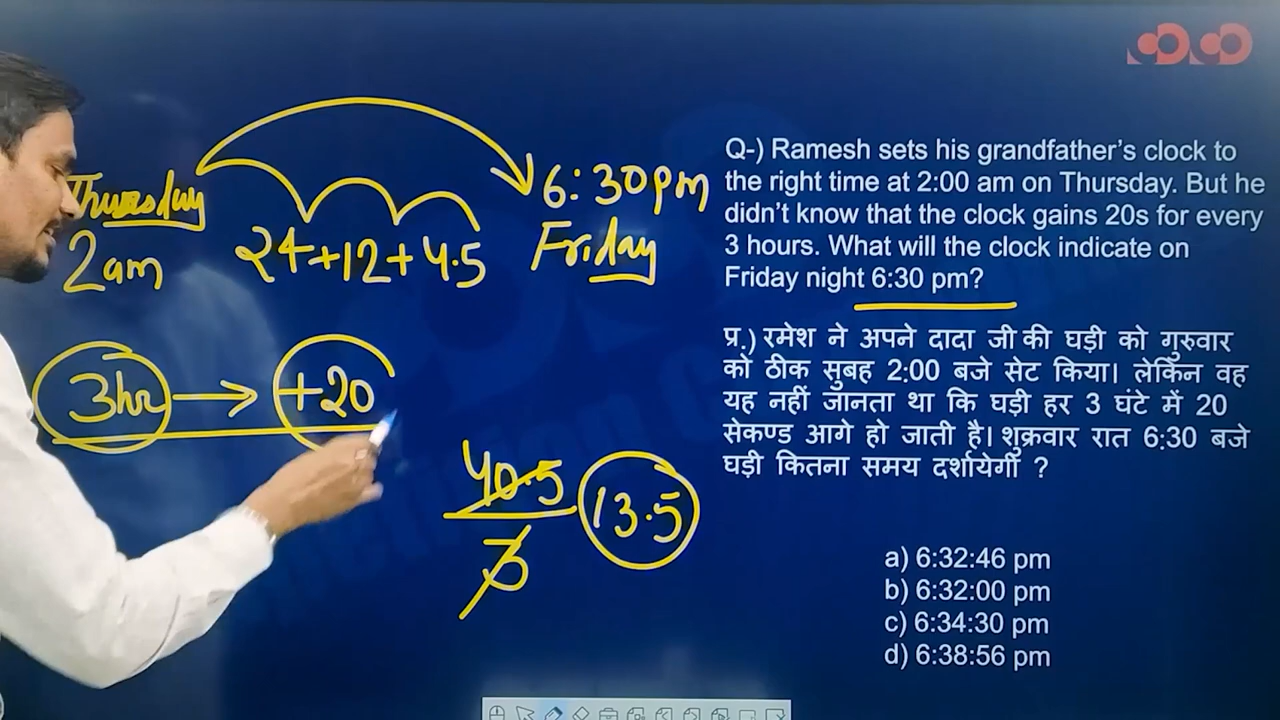 Thursday
2am
24+12+4.5
6:30pm
Friday
3hr → +20
40.5
3
13.5
Q-) Ramesh sets his grandfather's clock to
the right time at 2:00 am on Thursday. But he
didn't know that the clock gains 20s for every
3 hours. What will the clock indicate on
Friday night 6:30 pm?
प्र.) रमेश ने अपने दादा जी की घड़ी को गुरुवार
को ठीक सुबह 2:00 बजे सेट किया। लेकिन वह
यह नहीं जानता था कि घड़ी हर 3 घंटे में 20
सेकण्ड आगे हो जाती है। शुक्रवार रात 6:30 बजे
घड़ी कितना समय दर्शायेगी ?
a) 6:32:46 pm
b) 6:32:00 pm
c) 6:34:30 pm
d) 6:38:56 pm